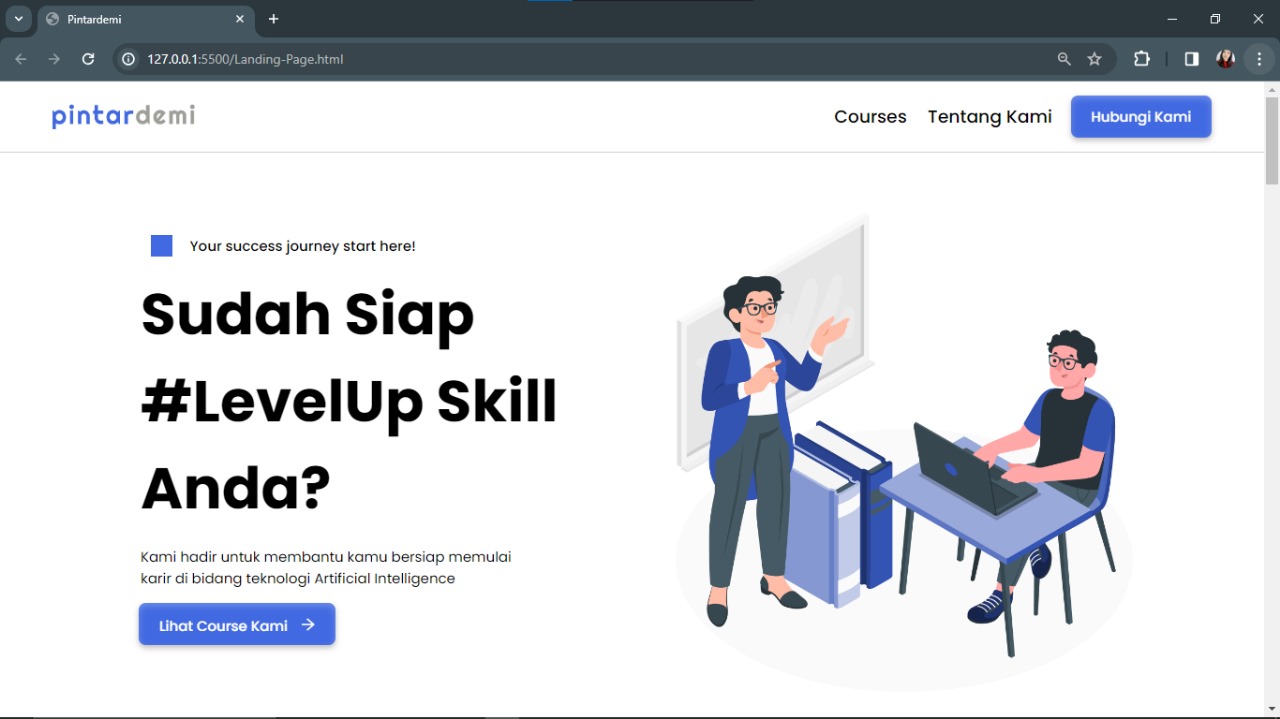 Pintardemi
127.0.0.1:5500/Landing-Page.html
pintardemi
Courses
Tentang Kami
Hubungi Kami
Your success journey start here!
Sudah Siap
#LevelUp Skill
Anda?
Kami hadir untuk membantu kamu bersiap memulai
karir di bidang teknologi Artificial Intelligence
Lihat Course Kami